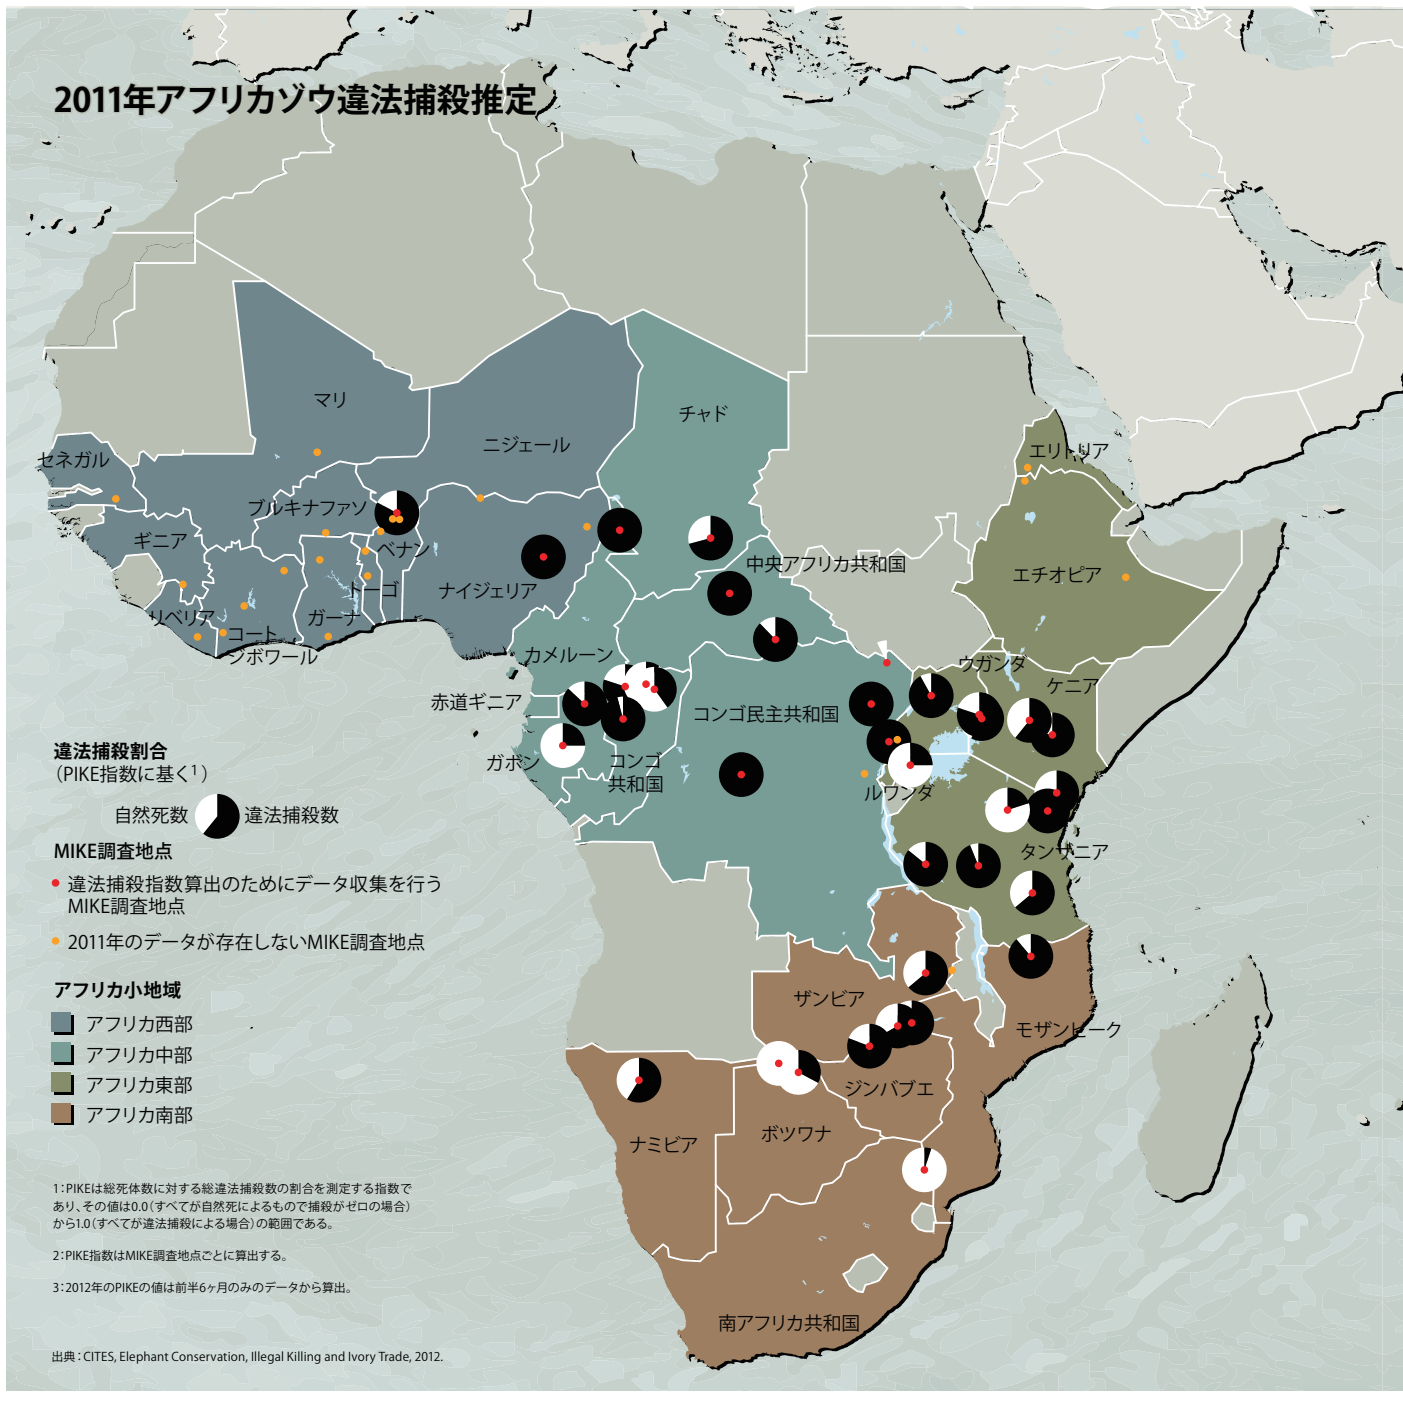 2011年アフリカゾウ違法捕殺推定
マリ
チャド
ニジェール
エリトリア
セネガル
ブルキナファソ
ギニア
ベナン
中央アフリカ共和国
エチオピア
トーゴ
ナイジェリア
リベリア
ガーナ
コート
ジボワール
カメルーン
ウガンダ
ケニア
赤道ギニア
コンゴ民主共和国
ガボン
コンゴ
共和国
ルワンダ
タンザニア
ザンビア
モザンビーク
ジンバブエ
ボツワナ
ナミビア
南アフリカ共和国
違法捕殺割合
（PIKE指数に基く1）
自然死数 違法捕殺数
MIKE調査地点
違法捕殺指数算出のためにデータ収集を行う
MIKE調査地点
2011年のデータが存在しないMIKE調査地点
アフリカ小地域
アフリカ西部
アフリカ中部
アフリカ東部
アフリカ南部
1：PIKEは総死体数に対する総違法捕殺数の割合を測定する指数で
あり、その値は0.0（すべてが自然死によるもので捕殺がゼロの場合）
から1.0（すべてが違法捕殺による場合）の範囲である。
2：PIKE指数はMIKE調査地点ごとに算出する。
3：2012年のPIKEの値は前半6ヶ月のみのデータから算出。
出典：CITES, Elephant Conservation, Illegal Killing and Ivory Trade, 2012.